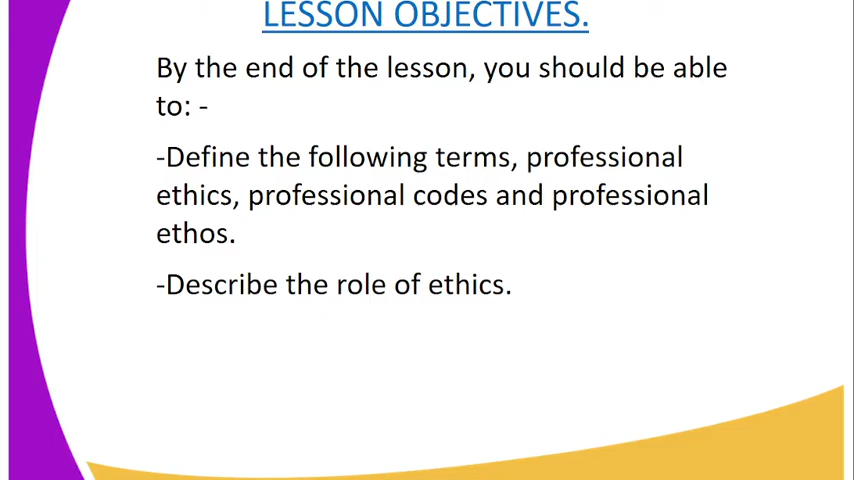 LESSON OBJECTIVES.
By the end of the lesson, you should be able
to: -
-Define the following terms, professional
ethics, professional codes and professional
ethos.
-Describe the role of ethics.